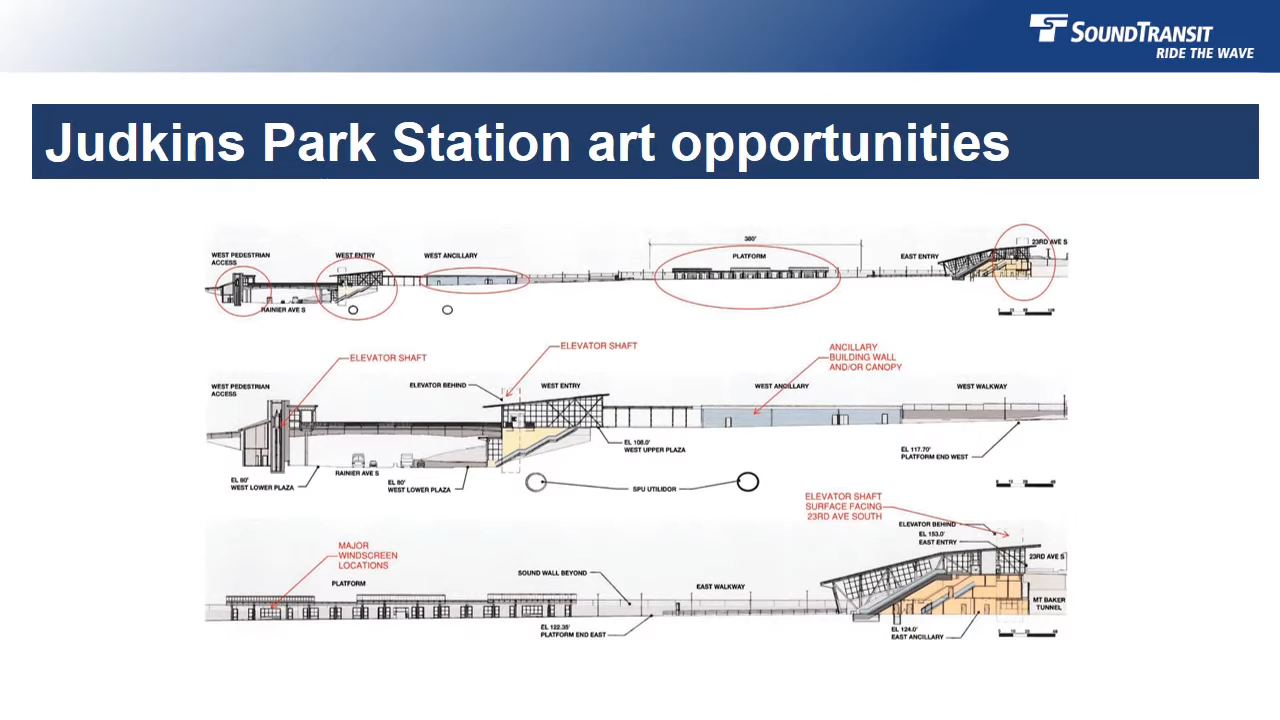 SOUNDTRANSIT
RIDE THE WAVE
Judkins Park Station art opportunities
WEST PEDESTRIAN
ACCESS
WEST ENTRY
WEST ANCILLARY
380'
PLATFORM
EAST ENTRY
23RD AVE S
RAINIER AVE S
ELEVATOR SHAFT
ELEVATOR SHAFT
ANCILLARY
BUILDING WALL
AND/OR CANOPY
WEST PEDESTRIAN
ACCESS
ELEVATOR BEHIND
WEST ENTRY
WEST ANCILLARY
WEST WALKWAY
EL 108.0'
WEST UPPER PLAZA
EL 117.70'
PLATFORM END WEST
RAINIER AVE S
EL 80'
WEST LOWER PLAZA
EL 80'
WEST LOWER PLAZA
SPU UTILIDOR
ELEVATOR SHAFT
SURFACE FACING
23RD AVE SOUTH
ELEVATOR BEHIND
EL 153.0'
EAST ENTRY
MAJOR
WINDSCREEN
LOCATIONS
PLATFORM
SOUND WALL BEYOND
EAST WALKWAY
23RD AVE S
MT BAKER
TUNNEL
EL 122.35'
PLATFORM END EAST
EL 124.0'
EAST ANCILLARY